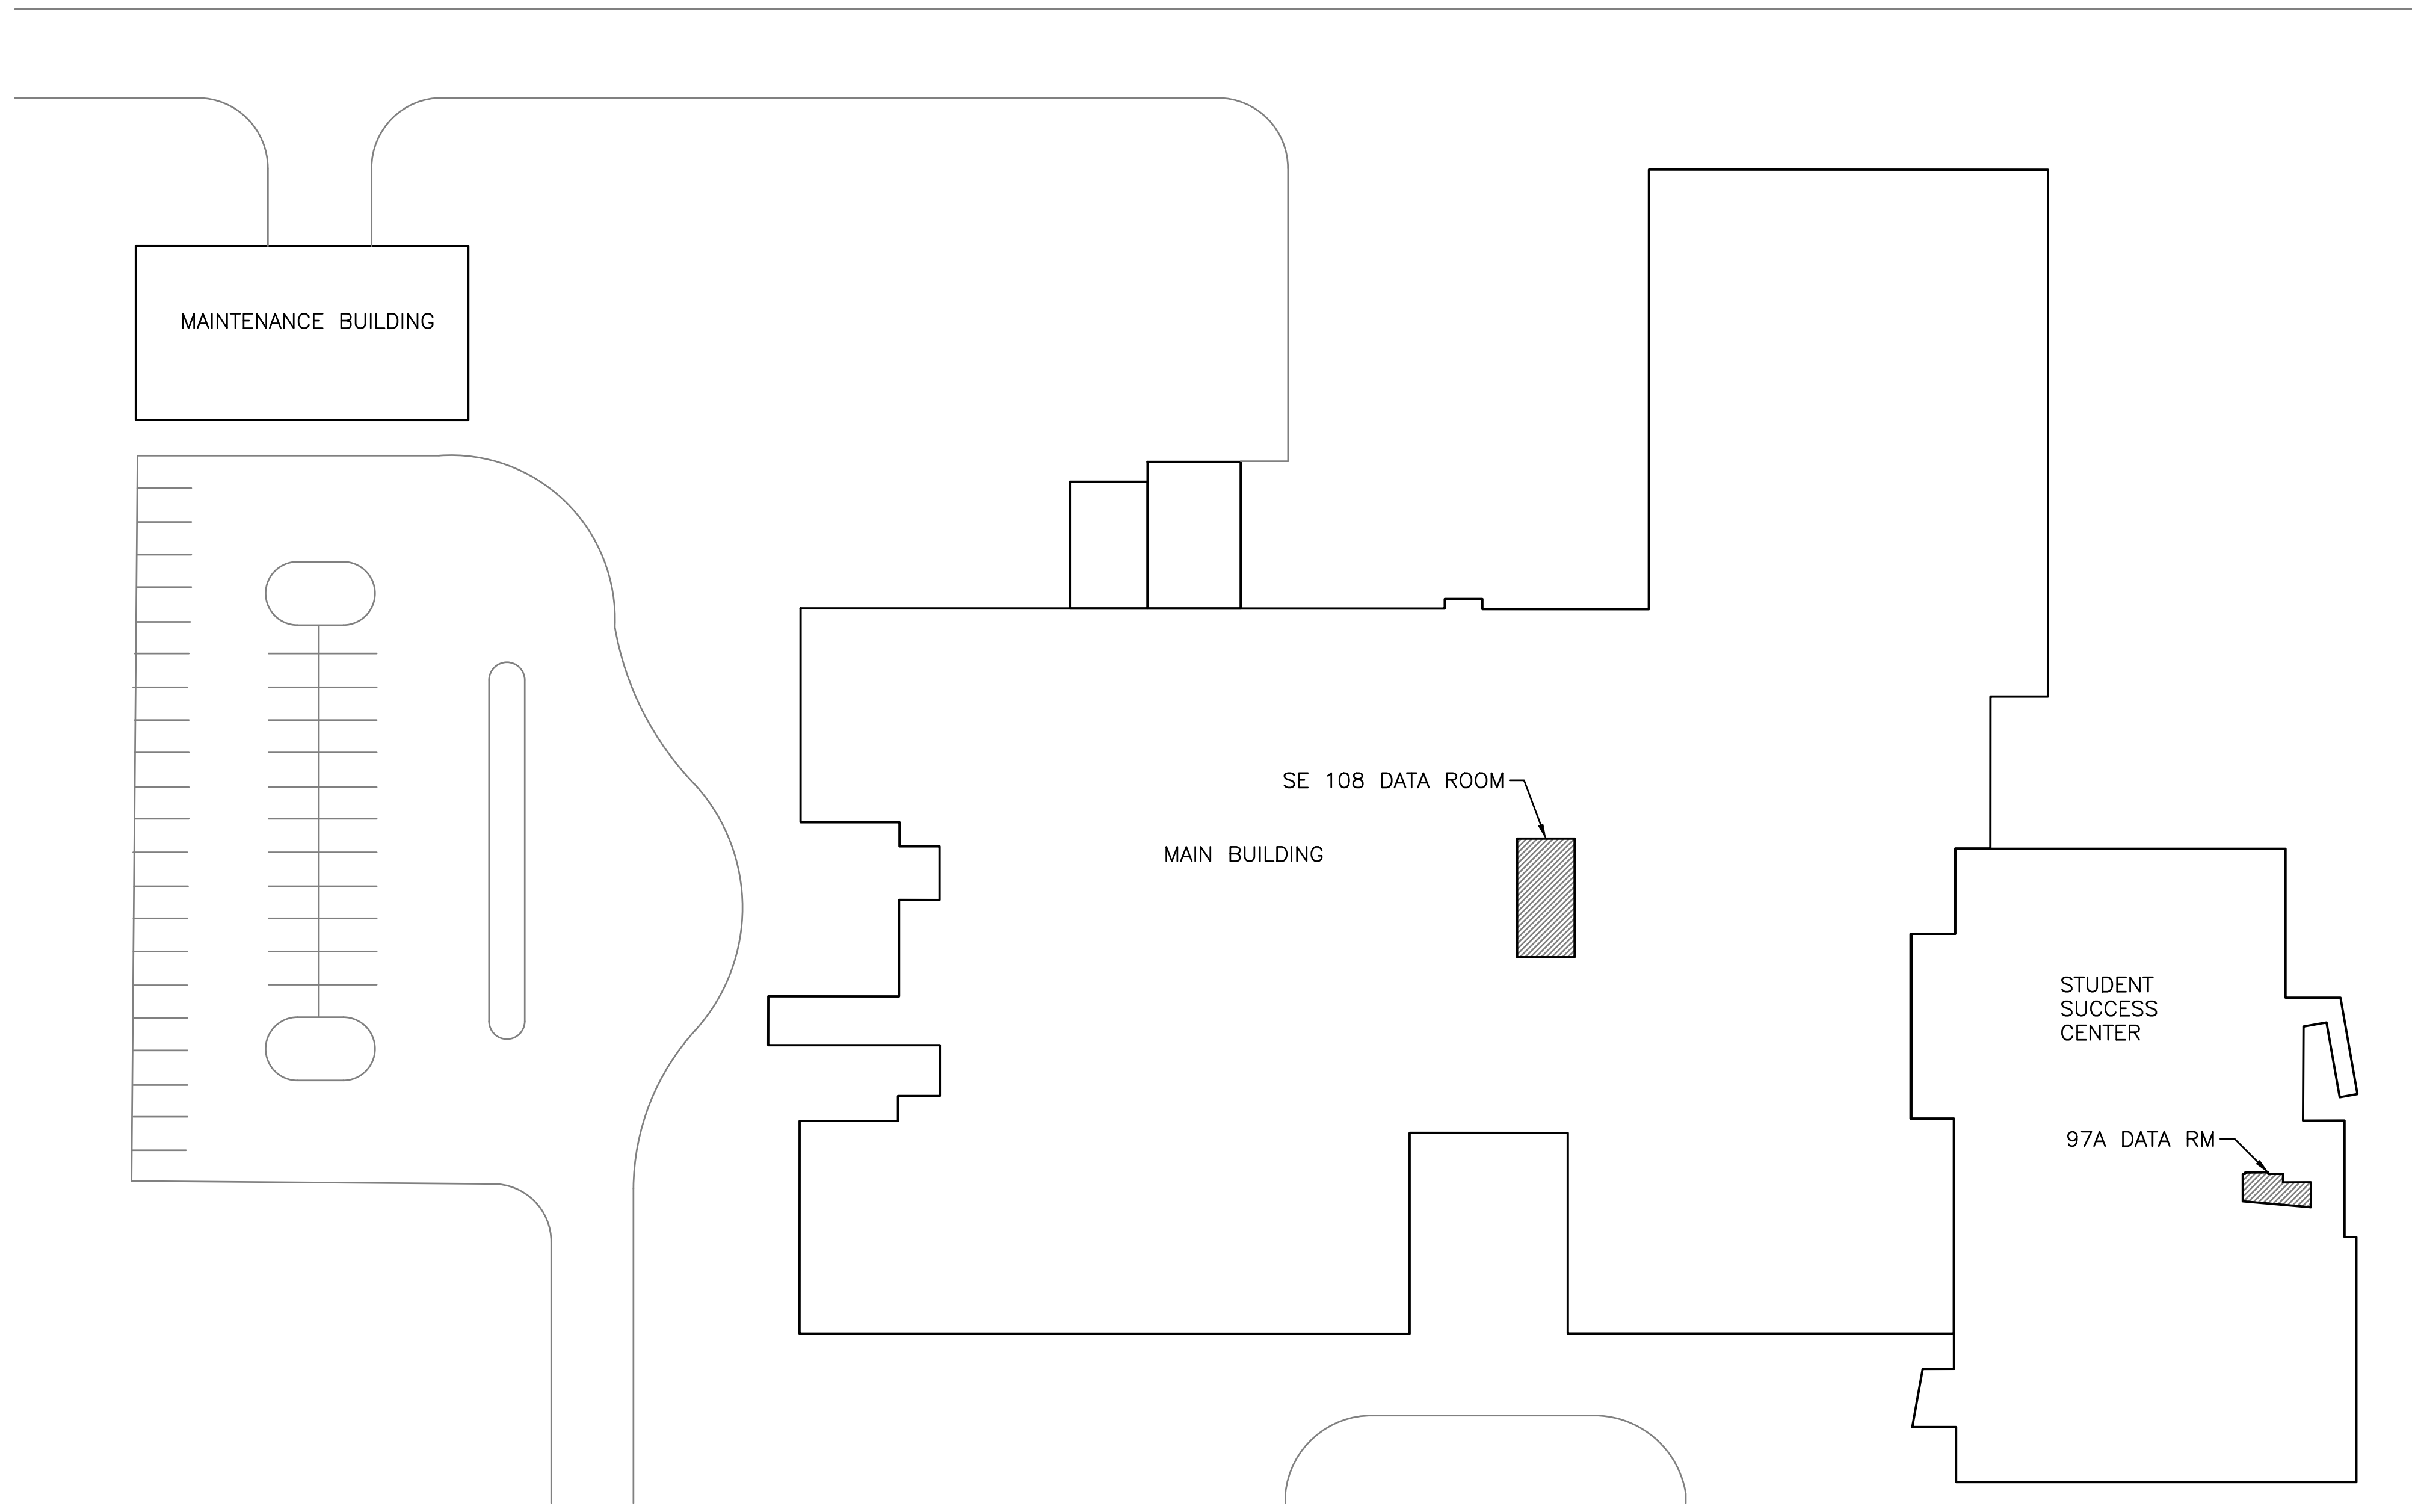 MAINTENANCE BUILDING
SE 108 DATA ROOM
MAIN BUILDING
STUDENT
SUCCESS
CENTER
97A DATA RM